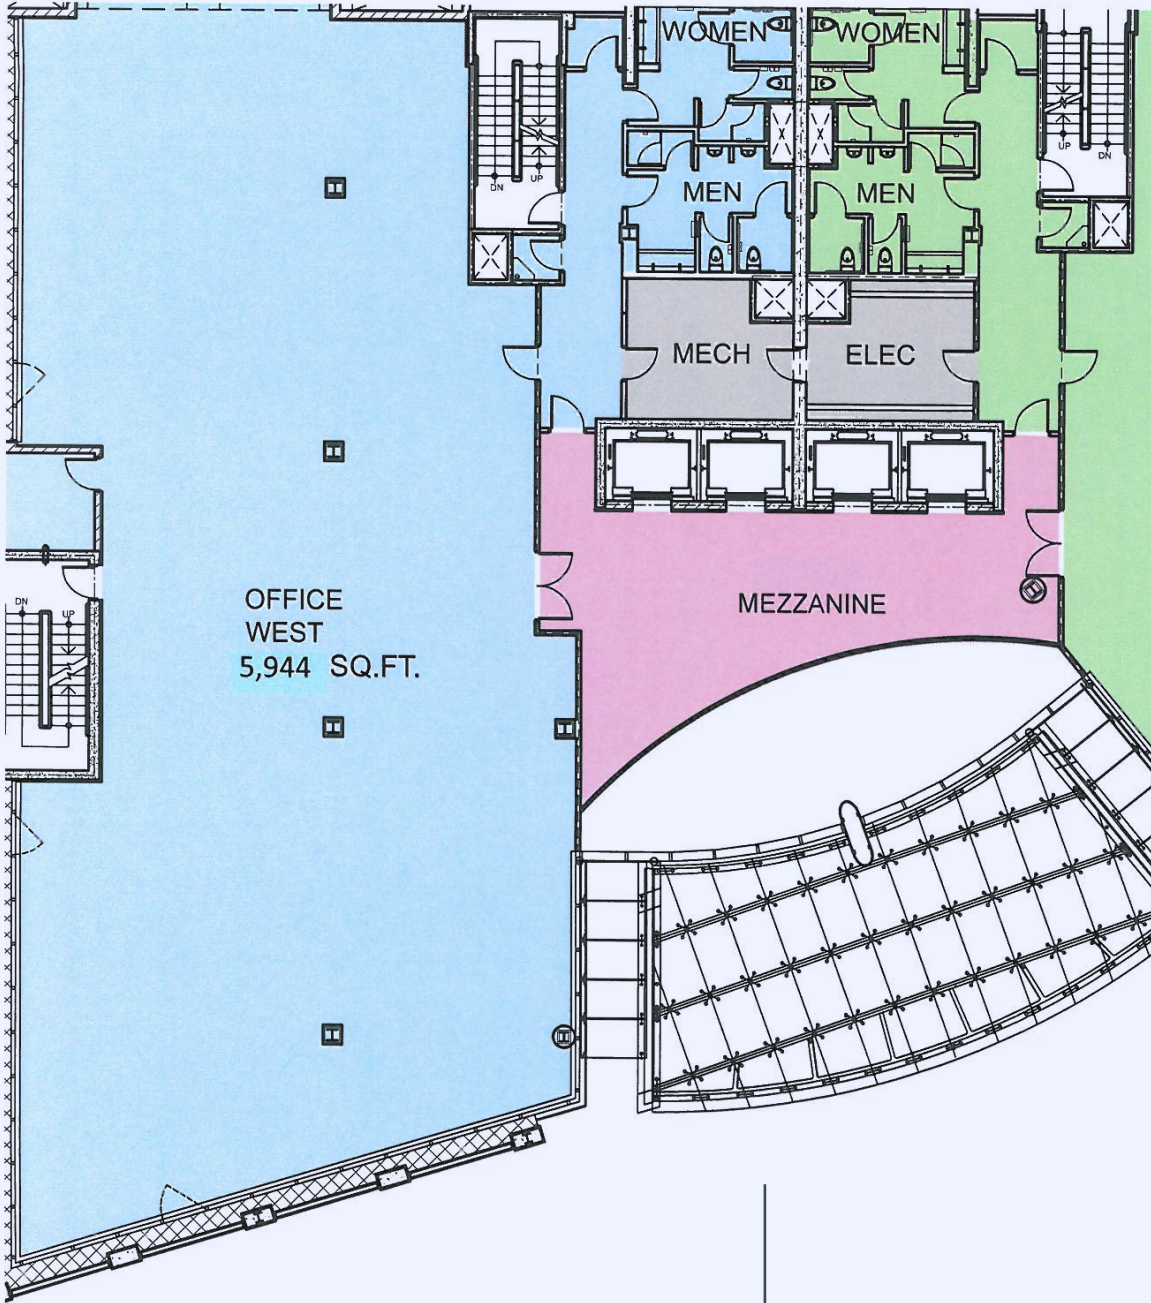 WOMEN
WOMEN
MEN
MEN
DN
UP
UP
DN
MECH
ELEC
X
X
DN
UP
OFFICE
WEST
5,944 SQ.FT.
MEZZANINE